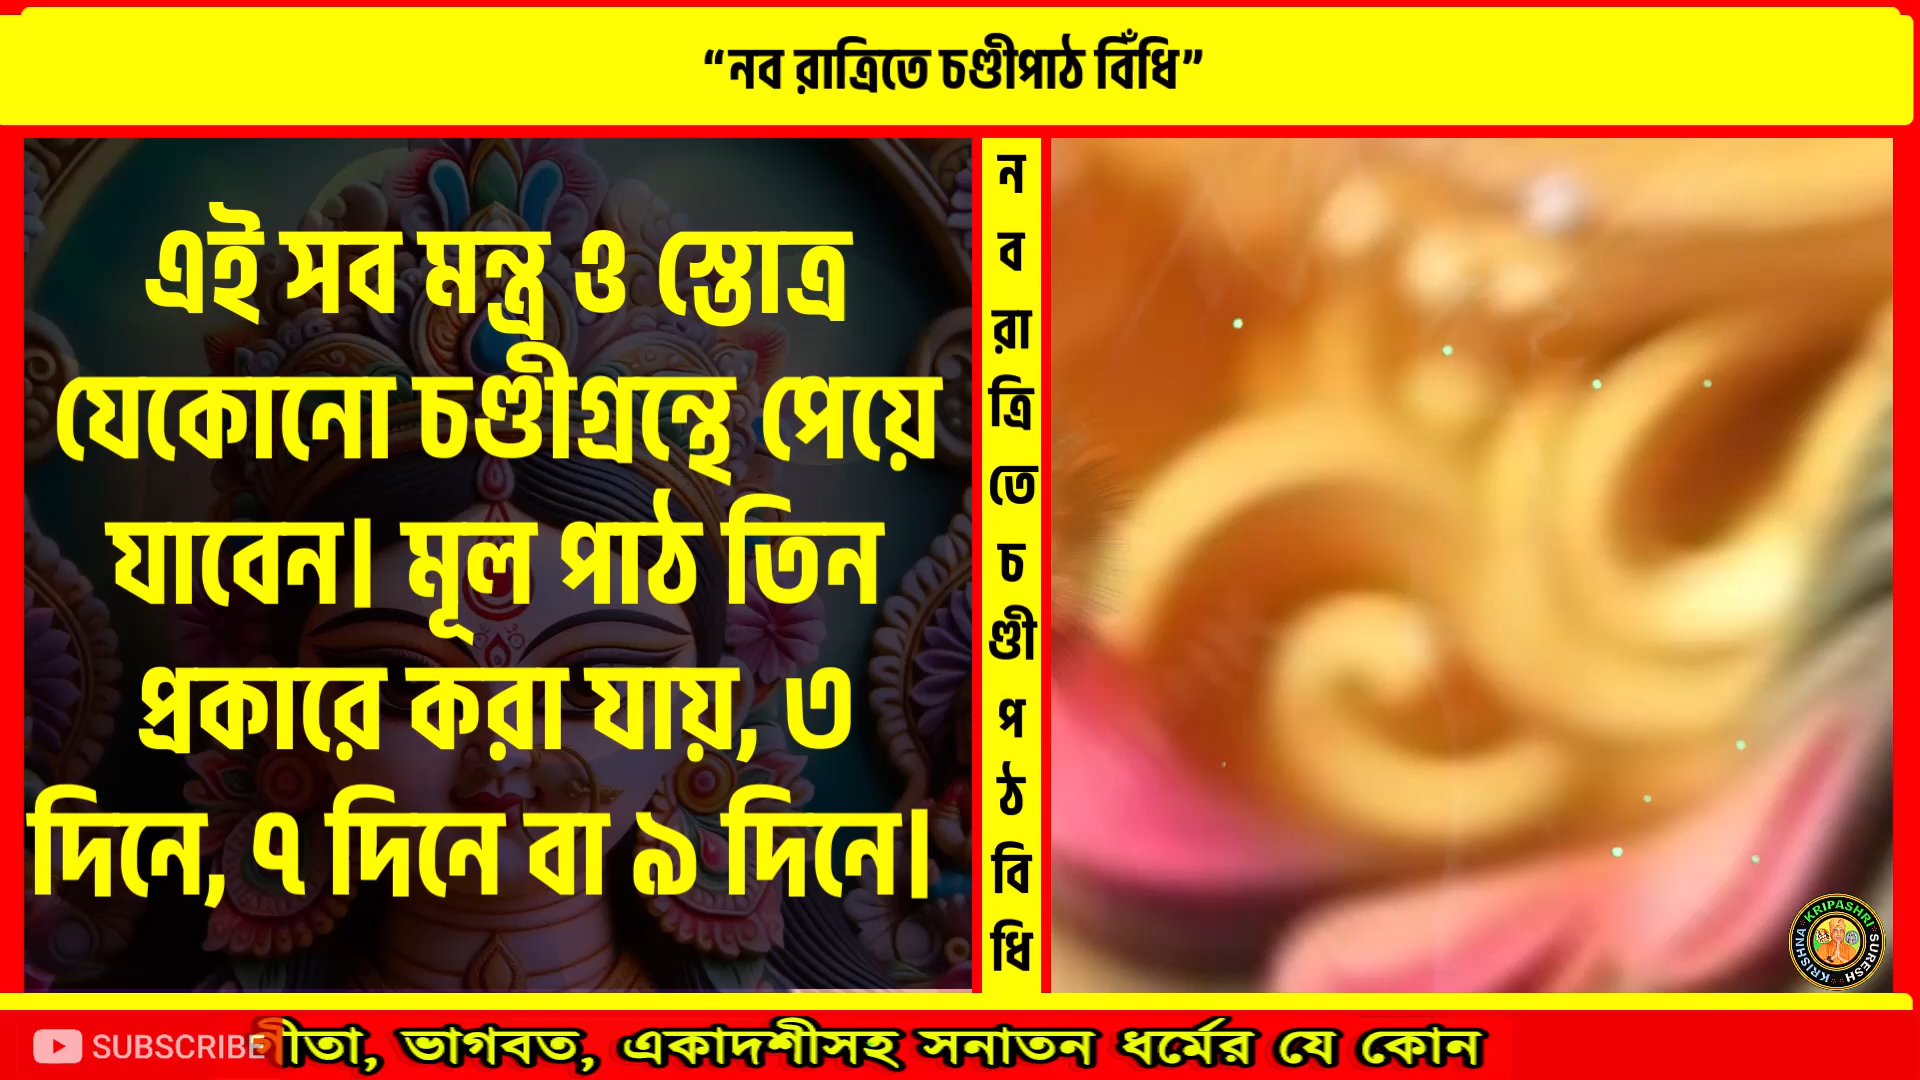 “নব রাত্রিতে চণ্ডীপাঠ বিঁধি”
এই সব মন্ত্র ও স্তোত্র
যেকোনো চণ্ডীগ্রন্থে পেয়ে
যাবেন। মূল পাঠ তিন
প্রকারে করা যায়, ৩
দিনে, ৭ দিনে বা ৯ দিনে।
ন
ব
রা
ত্রি
তে
চ
ণ্ডী
প
ঠ
বি
ধি
KRISHNA KRIPASHRI SURESH
SUBSCRIBE গীতা, ভাগবত, একাদশীসহ সনাতন ধর্মের যে কোন